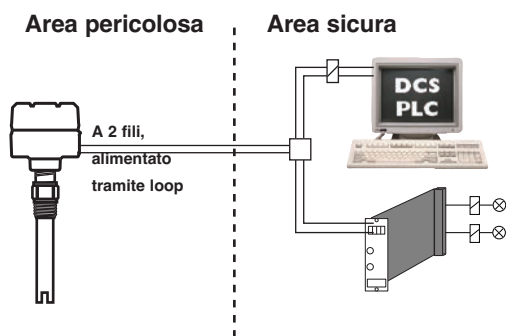 Area pericolosa
Area sicura
A 2 fili,
alimentato
tramite loop
DCS
PLC